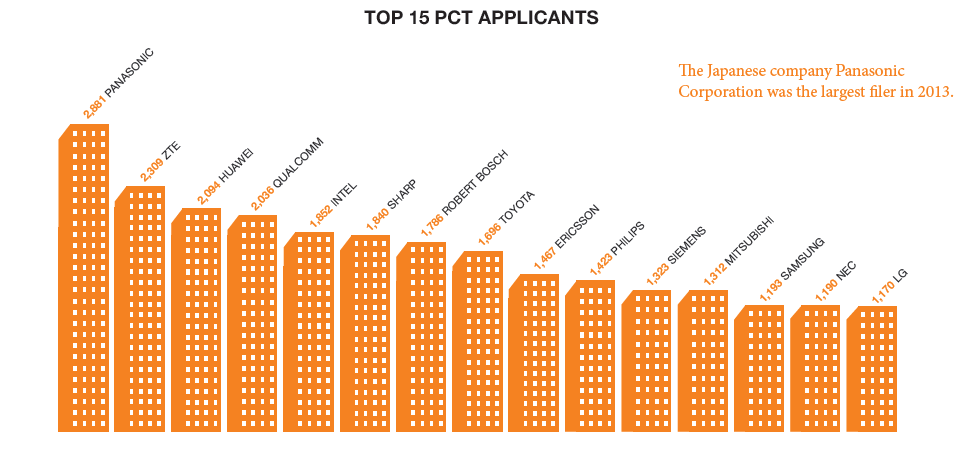 TOP 15 PCT APPLICANTS
The Japanese company Panasonic
Corporation was the largest filer in 2013.
2,881 PANASONIC
2,309 ZTE
2,094 HUAWEI
2,036 QUALCOMM
1,852 INTEL
1,840 SHARP
1,786 ROBERT BOSCH
1,696 TOYOTA
1,467 ERICSSON
1,423 PHILIPS
1,323 SIEMENS
1,312 MITSUBISHI
1,193 SAMSUNG
1,190 NEC
1,170 LG